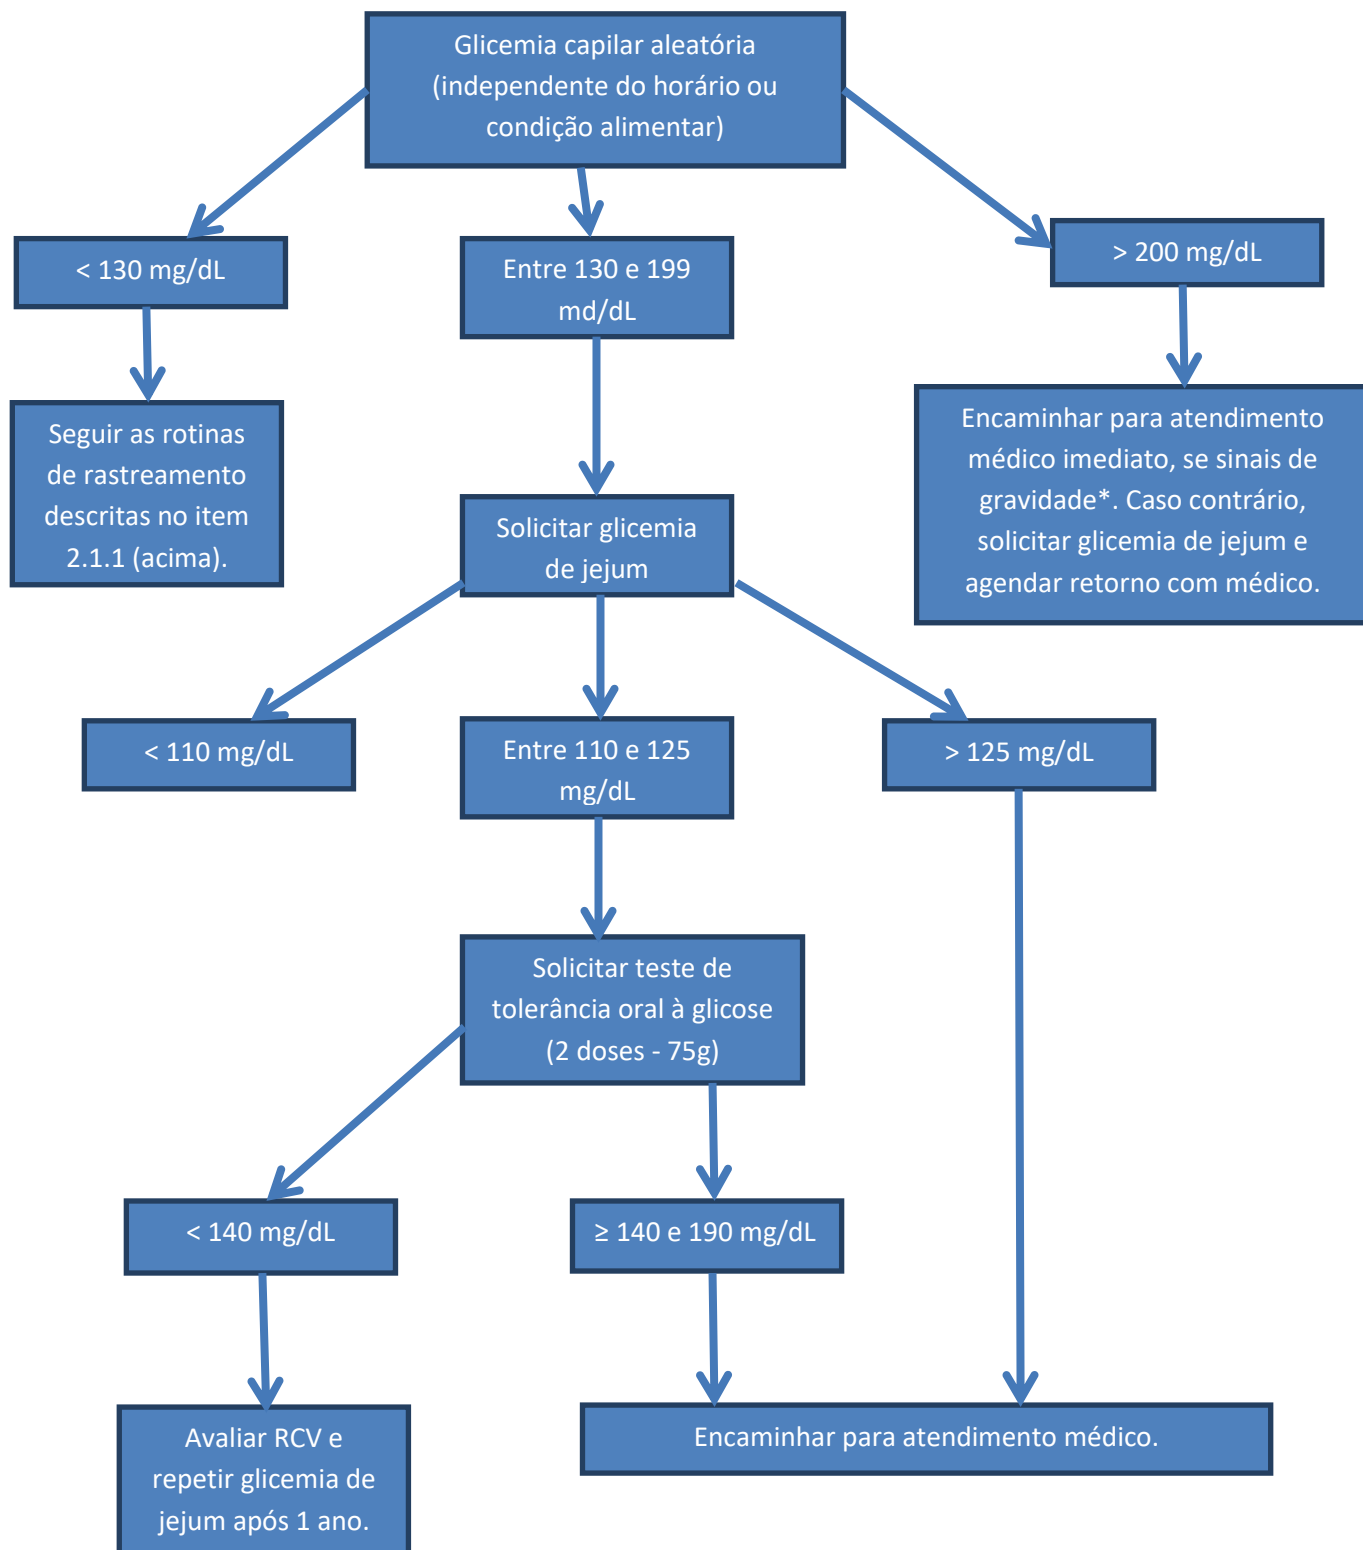 Glicemia capilar aleatória
(independente do horário ou
condição alimentar)
< 130 mg/dL
Entre 130 e 199
md/dL
> 200 mg/dL
Seguir as rotinas
de rastreamento
descritas no item
2.1.1 (acima).
Encaminhar para atendimento
médico imediato, se sinais de
gravidade*. Caso contrário,
solicitar glicemia de jejum e
agendar retorno com médico.
Solicitar glicemia
de jejum
< 110 mg/dL
Entre 110 e 125
mg/dL
> 125 mg/dL
Solicitar teste de
tolerância oral à glicose
(2 doses - 75g)
< 140 mg/dL
≥ 140 e 190 mg/dL
Avaliar RCV e
repetir glicemia de
jejum após 1 ano.
Encaminhar para atendimento médico.